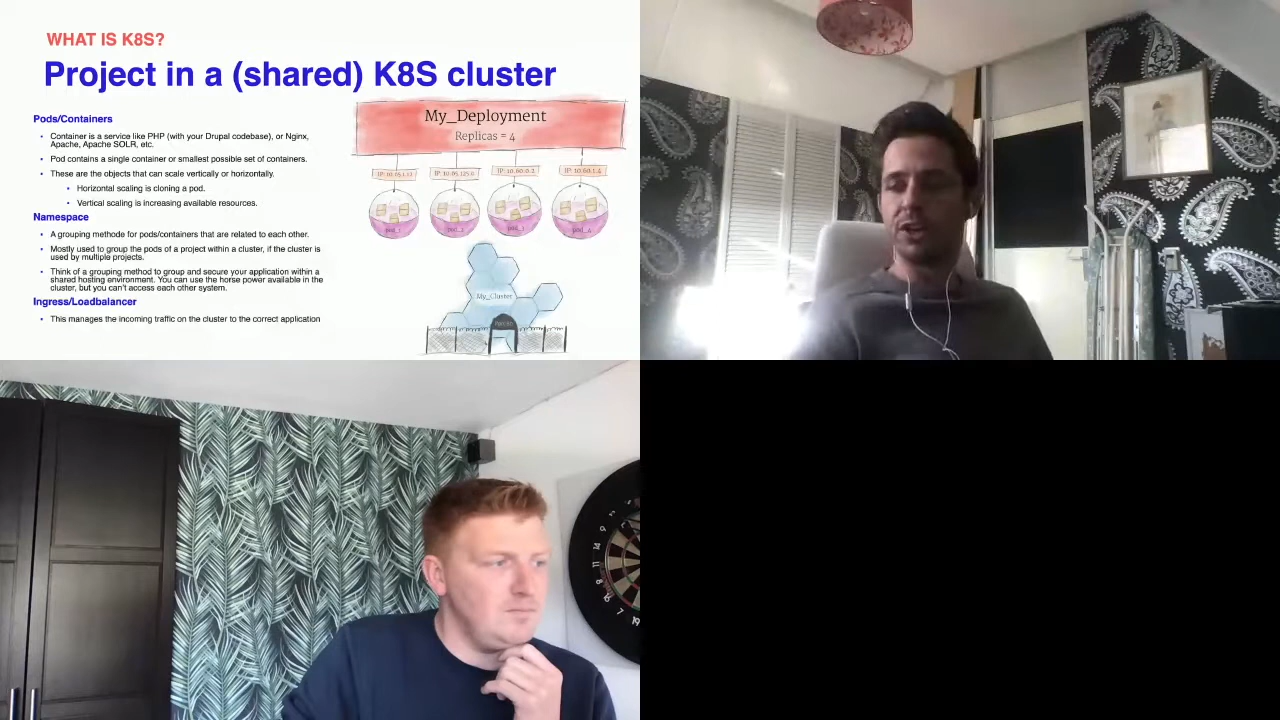 WHAT IS K8S?
Project in a (shared) K8S cluster
Pods/Containers
• Container is a service like PHP (with your Drupal codebase), or Nginx,
Apache, Apache SOLR, etc.
• Pod contains a single container or smallest possible set of containers.
• These are the objects that can scale vertically or horizontally.
• Horizontal scaling is cloning a pod.
• Vertical scaling is increasing available resources.
Namespace
• A grouping methode for pods/containers that are related to each other.
• Mostly used to group the pods of a project within a cluster, if the cluster is
used by multiple projects.
• Think of a grouping method to group and secure your application within a
shared hosting environment. You can use the horse power available in the
cluster, but you can't access each other system.
Ingress/Loadbalancer
• This manages the incoming traffic on the cluster to the correct application
My_Deployment
Replicas = 4
My_Cluster
14
11
8
7
19